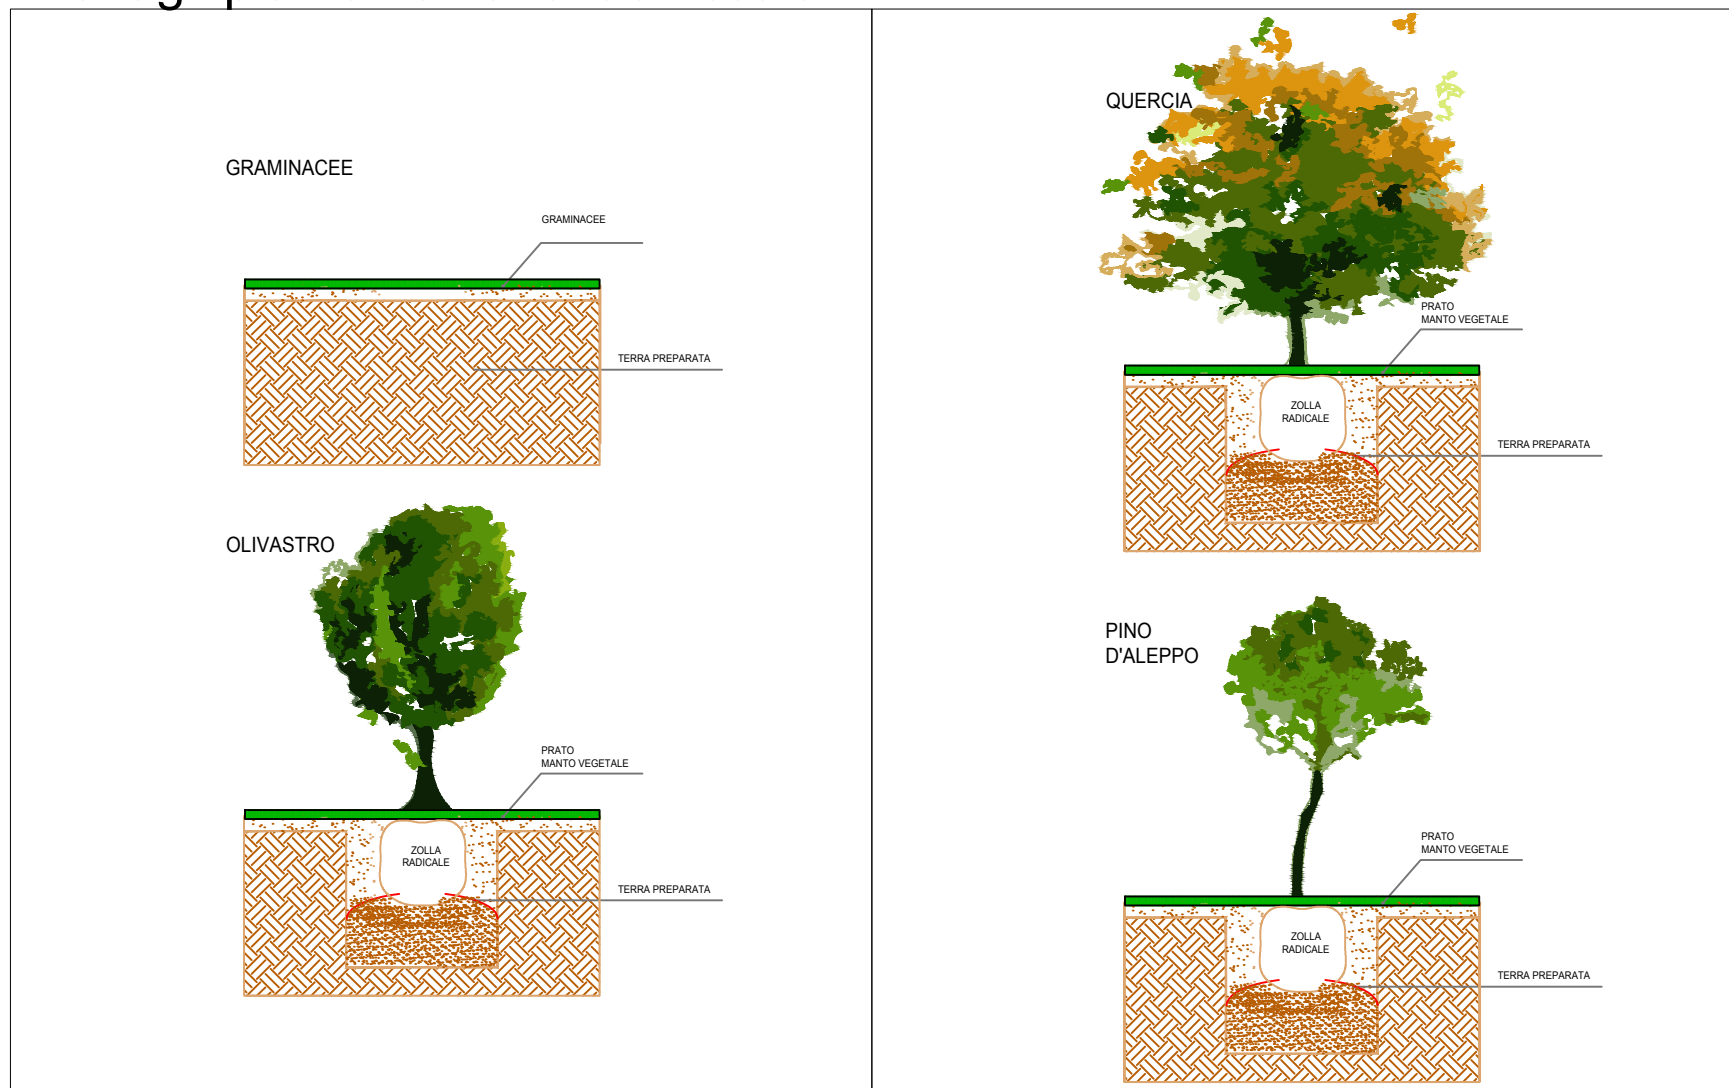 GRAMINACEE
GRAMINACEE
TERRA PREPARATA
OLIVASTRO
PRATO
MANTO VEGETALE
ZOLLA
RADICALE
TERRA PREPARATA
QUERCIA
PRATO
MANTO VEGETALE
ZOLLA
RADICALE
TERRA PREPARATA
PINO
D'ALEPPO
PRATO
MANTO VEGETALE
ZOLLA
RADICALE
TERRA PREPARATA